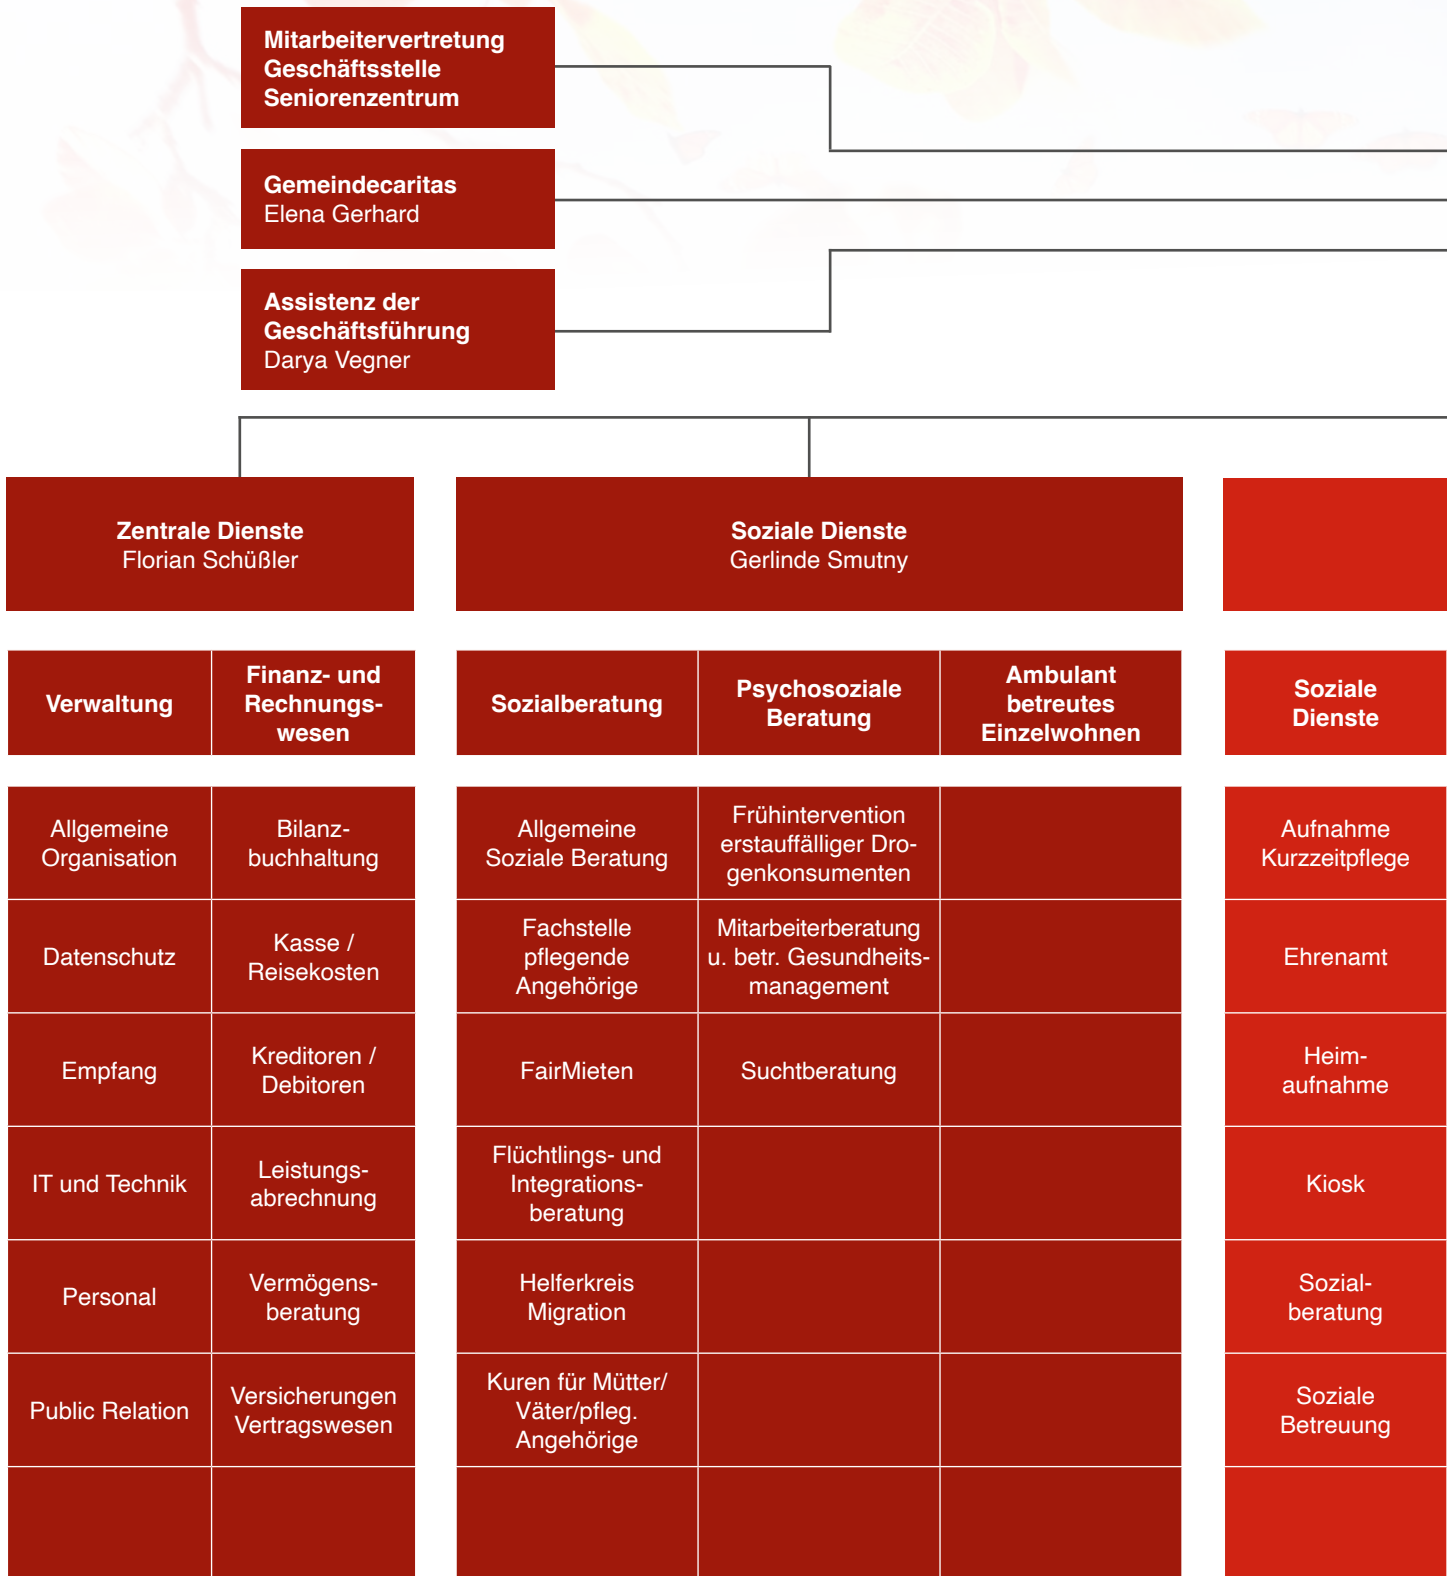 Mitarbeitervertretung
Geschäftsstelle
Seniorenzentrum
Gemeindecaritas
Elena Gerhard
Assistenz der
Geschäftsführung
Darya Vegner
Zentrale Dienste
Florian Schüßler
Soziale Dienste
Gerlinde Smutny
Verwaltung
Finanz- und
Rechnungs-
wesen
Sozialberatung
Psychosoziale
Beratung
Ambulant
betreutes
Einzelwohnen
Soziale
Dienste
Allgemeine
Organisation
Bilanz-
buchhaltung
Allgemeine
Soziale Beratung
Frühintervention
erstauffälliger Dro-
genkonsumenten
Aufnahme
Kurzzeitpflege
Datenschutz
Kasse /
Reisekosten
Fachstelle
pflegende
Angehörige
Mitarbeiterberatung
u. betr. Gesundheits-
management
Ehrenamt
Empfang
Kreditoren /
Debitoren
FairMieten
Suchtberatung
Heim-
aufnahme
IT und Technik
Leistungs-
abrechnung
Flüchtlings- und
Integrations-
beratung
Kiosk
Personal
Vermögens-
beratung
Helferkreis
Migration
Sozial-
beratung
Public Relation
Versicherungen
Vertragswesen
Kuren für Mütter/
Väter/pfleg.
Angehörige
Soziale
Betreuung